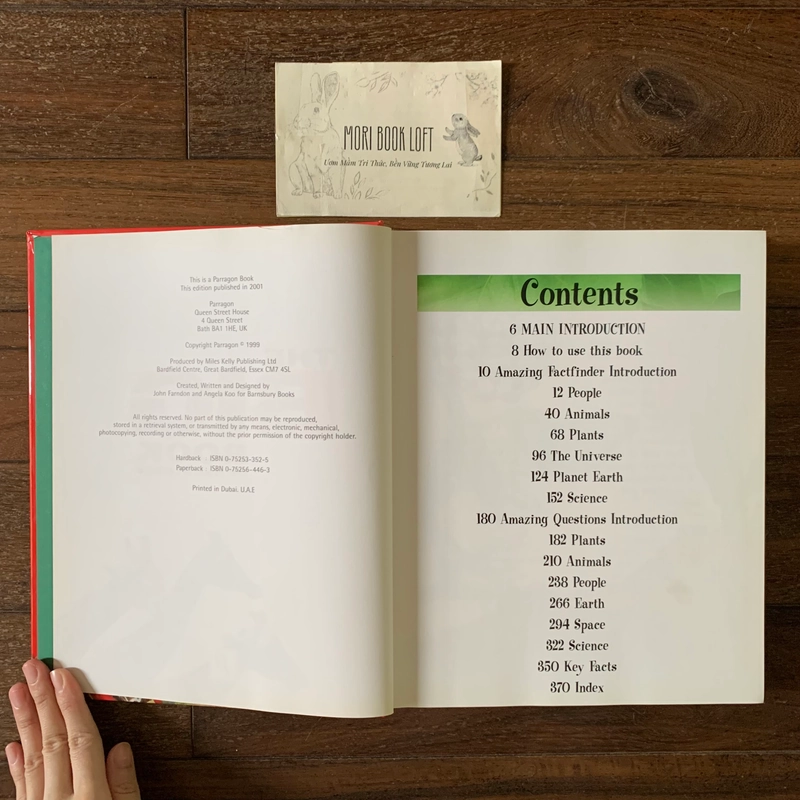 MORI BOOK LOFT
Ươm Mầm Tri Thức, Bền Vững Tương Lai
This is a Parragon Book
This edition published in 2001
Parragon
Queen Street House
4 Queen Street
Bath BA1 1HE, UK
Copyright Parragon © 1999
Produced by Miles Kelly Publishing Ltd
Bardfield Centre, Great Bardfield, Essex CM7 4SL
Created, Written and Designed by
John Farndon and Angela Koo for Barnsbury Books
All rights reserved. No part of this publication may be reproduced,
stored in a retrieval system, or transmitted by any means, electronic, mechanical,
photocopying, recording or otherwise, without the prior permission of the copyright holder.
Hardback : ISBN 0-75253-352-5
Paperback : ISBN 0-75256-446-3
Printed in Dubai, U.A.E
Contents
6 MAIN INTRODUCTION
8 How to use this book
10 Amazing Factfinder Introduction
12 People
40 Animals
68 Plants
96 The Universe
124 Planet Earth
152 Science
180 Amazing Questions Introduction
182 Plants
210 Animals
238 People
266 Earth
294 Space
322 Science
350 Key Facts
370 Index